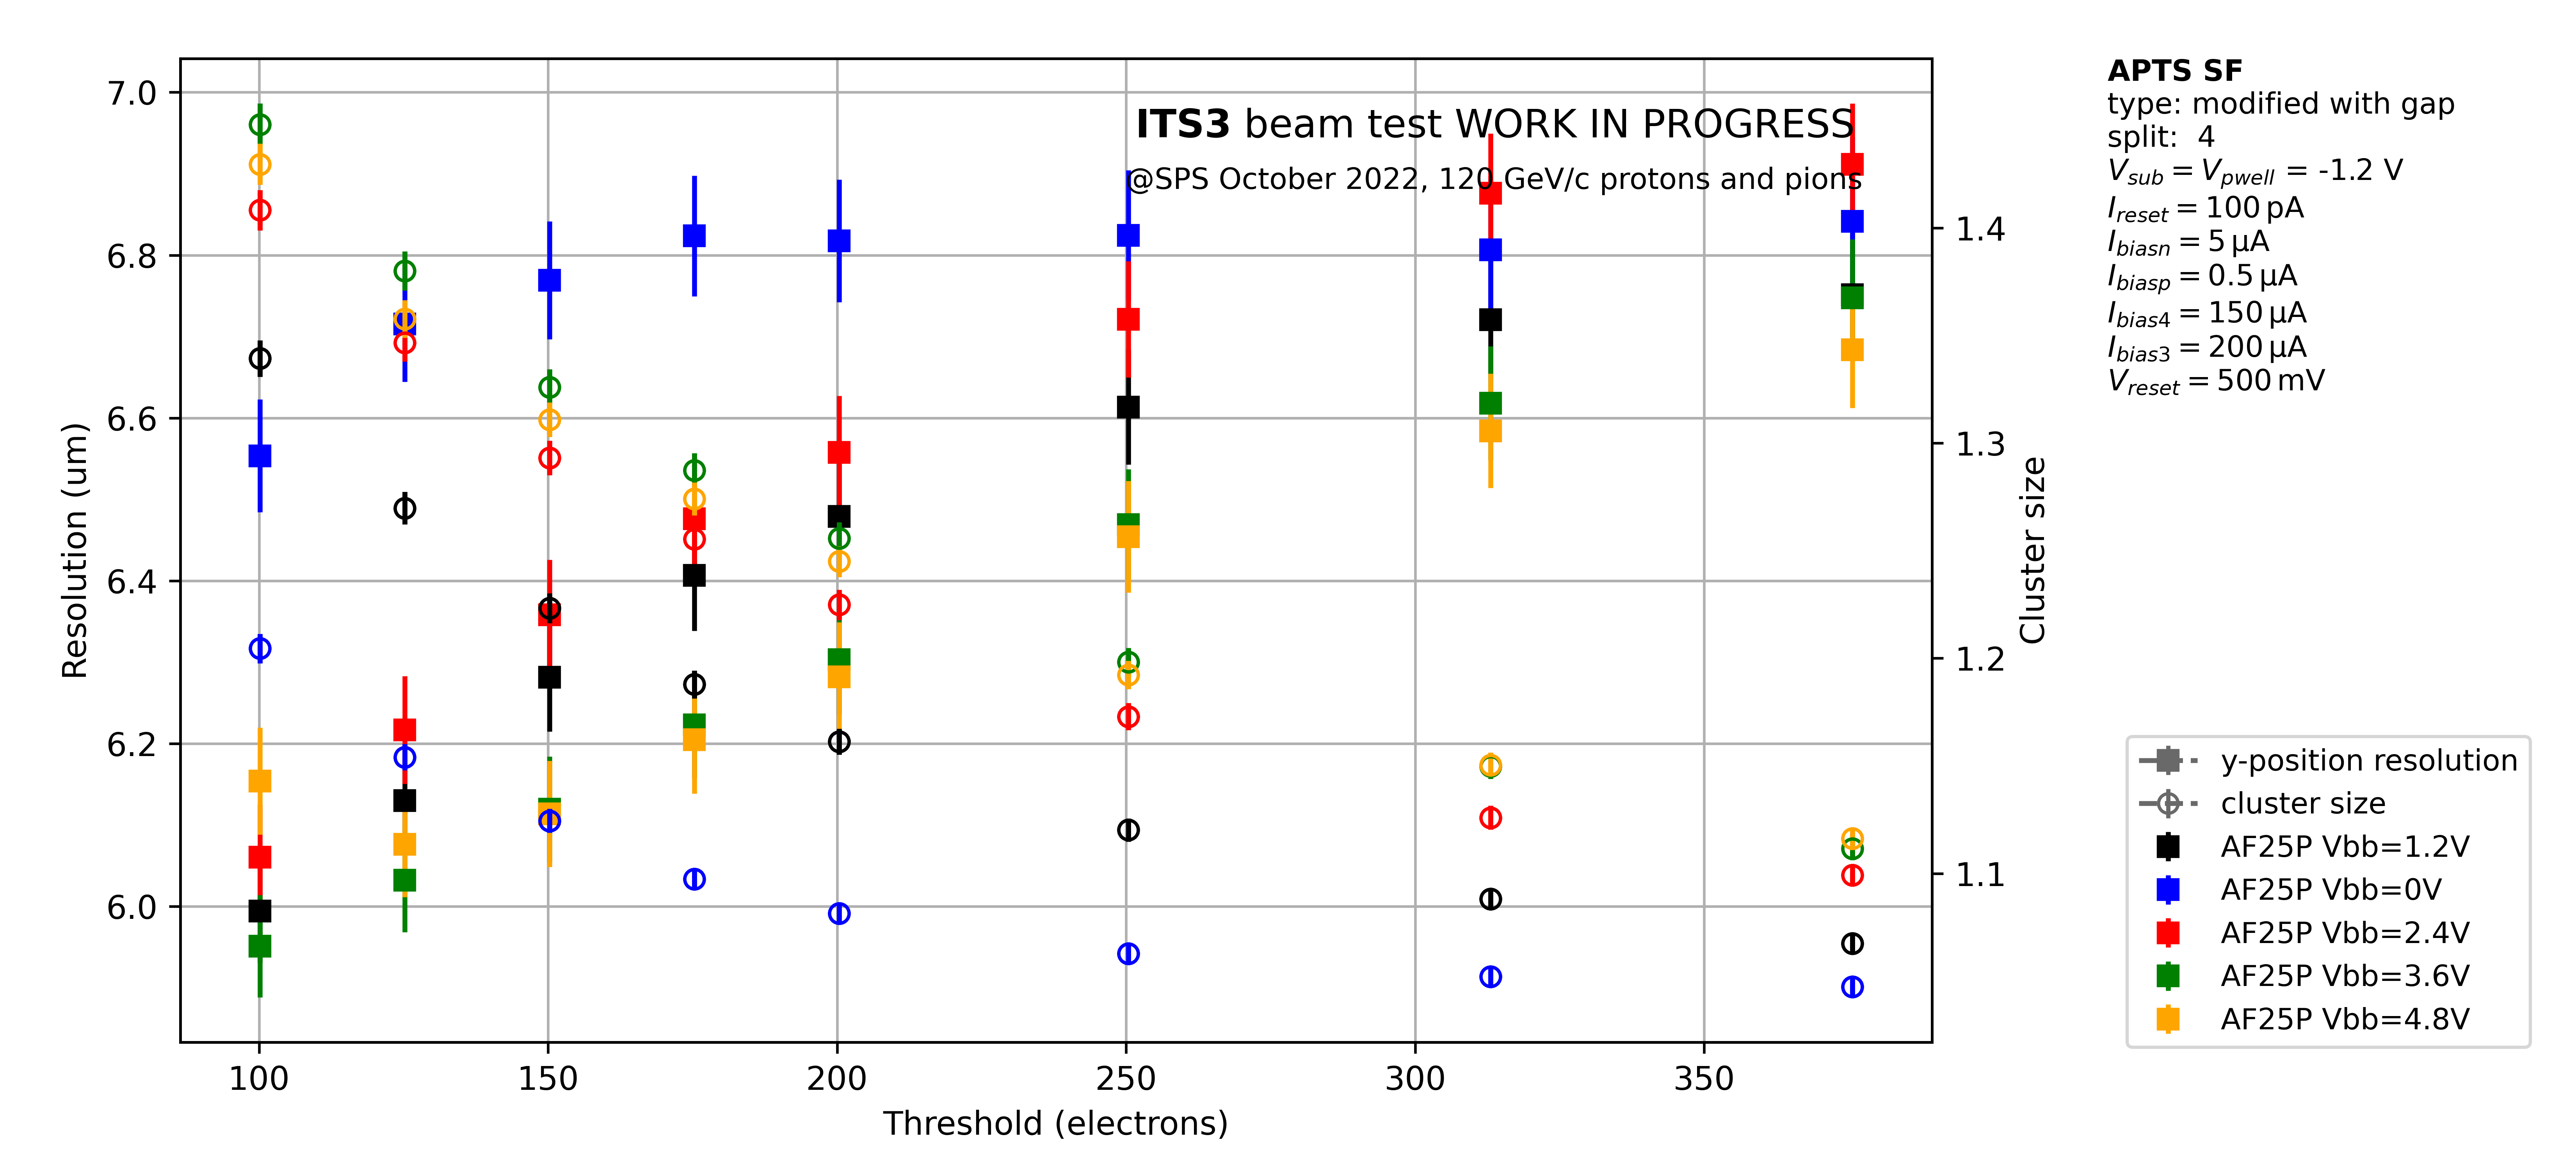 ITS3 beam test WORK IN PROGRESS
@SPS October 2022, 120 GeV/c protons and pions
7.0
6.8
6.6
6.4
6.2
6.0
Resolution (um)
100
150
200
250
300
350
Threshold (electrons)
1.4
1.3
1.2
1.1
Cluster size
APTS SF
type: modified with gap
split: 4
V_sub = V_pwell = -1.2 V
I_reset = 100 pA
I_biasn = 5 μA
I_biasp = 0.5 μA
I_bias4 = 150 μA
I_bias3 = 200 μA
V_reset = 500 mV
y-position resolution
cluster size
AF25P Vbb=1.2V
AF25P Vbb=0V
AF25P Vbb=2.4V
AF25P Vbb=3.6V
AF25P Vbb=4.8V